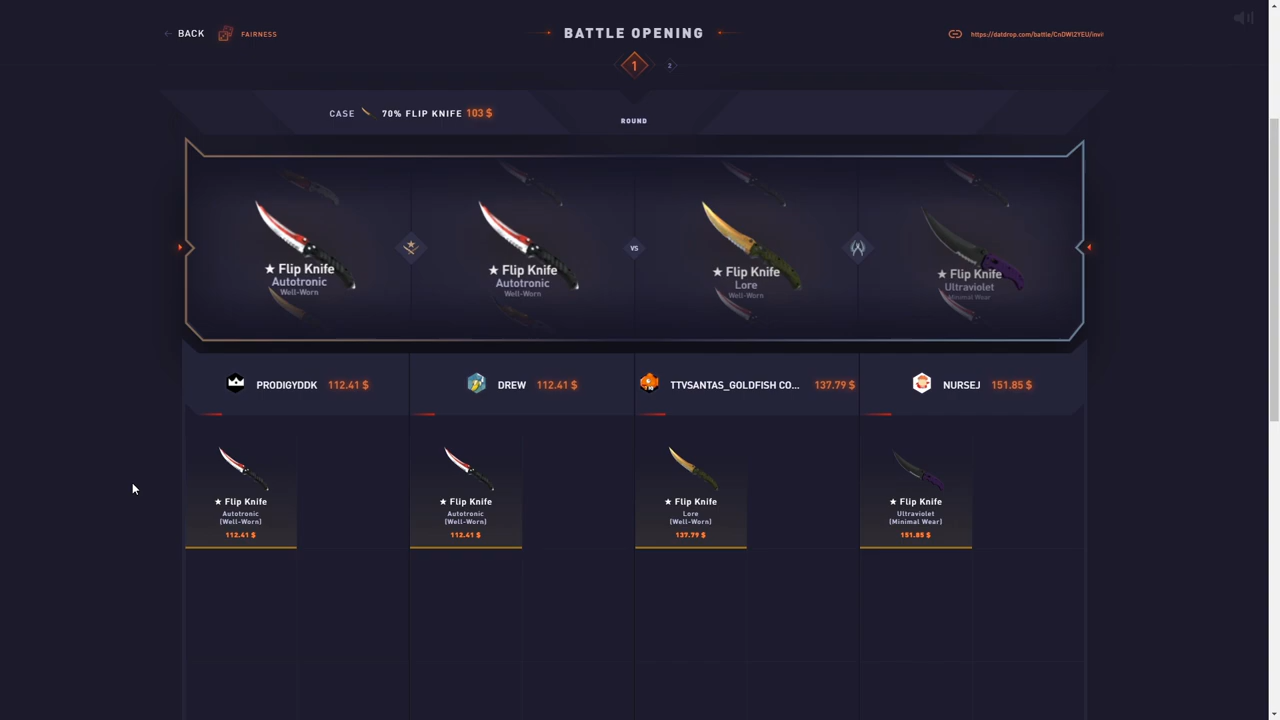 ← BACK
FAIRNESS
BATTLE OPENING
https://datdrop.com/battle/CnDWIZYEU/invi
1
2
CASE 70% FLIP KNIFE 103 $
ROUND
★ Flip Knife
Autotronic
Well-Worn
★ Flip Knife
Autotronic
Well-Worn
VS
★ Flip Knife
Lore
Well-Worn
★ Flip Knife
Ultraviolet
Minimal Wear
PRODIGYDDK 112.41 $
DREW 112.41 $
TTVSANTAS_GOLDFISH CO... 137.79 $
NURSEJ 151.85 $
★ Flip Knife
Autotronic
(Well-Worn)
112.41 $
★ Flip Knife
Autotronic
(Well-Worn)
112.41 $
★ Flip Knife
Lore
(Well-Worn)
137.79 $
★ Flip Knife
Ultraviolet
(Minimal Wear)
151.85 $